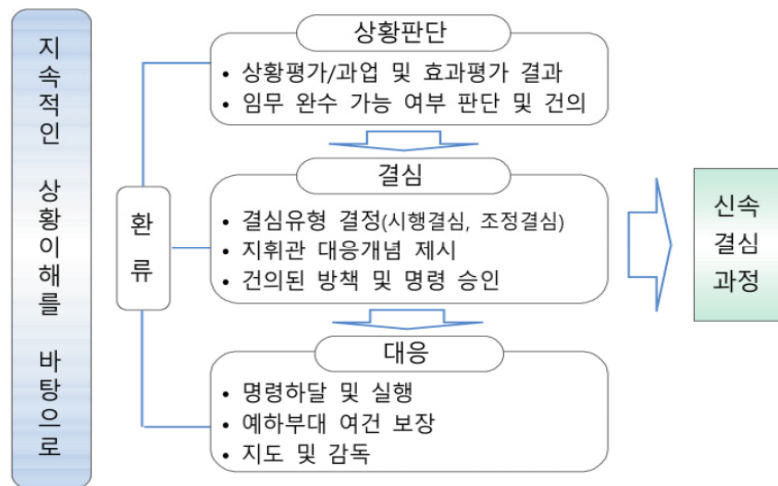 지속적인 상황이해를 바탕으로
환류
상황판단
• 상황평가/과업 및 효과평가 결과
• 임무 완수 가능 여부 판단 및 건의
결심
• 결심유형 결정(시행결심, 조정결심)
• 지휘관 대응개념 제시
• 건의된 방책 및 명령 승인
신속
결심
과정
대응
• 명령하달 및 실행
• 예하부대 여건 보장
• 지도 및 감독